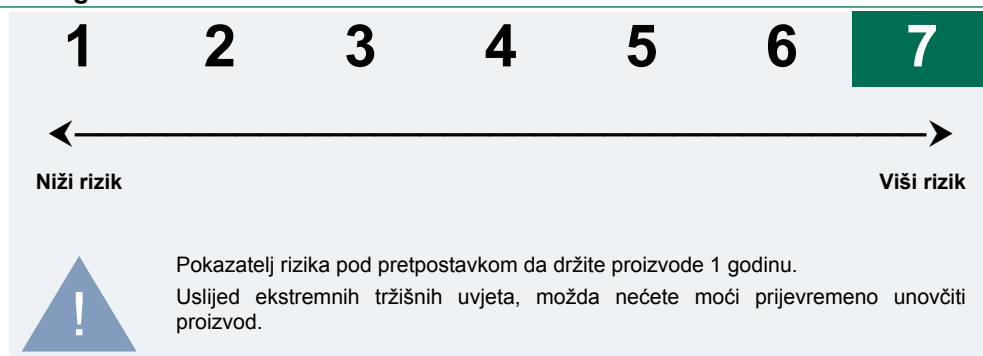 1 2 3 4 5 6 7
Niži rizik Viši rizik
Pokazatelj rizika pod pretpostavkom da držite proizvode 1 godinu.
Uslijed ekstremnih tržišnih uvjeta, možda nećete moći prijevremeno unovčiti
proizvod.
!